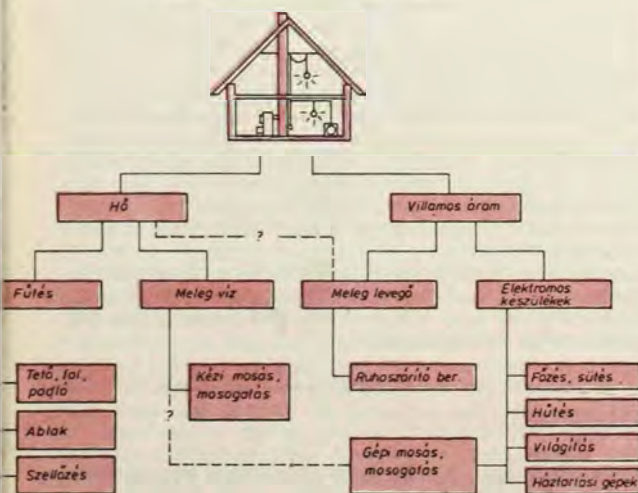 Hő
Villamos áram
?
Fűtés
Meleg víz
Meleg levegő
Elektromos
készülékek
Tető, fal,
padló
Kézi mosás,
mosogatás
Ruhaszárító ber.
Főzés, sütés
Ablak
?
Hűtés
Gépi mosás,
mosogatás
Világítás
Szellőzés
Háztartási gépek